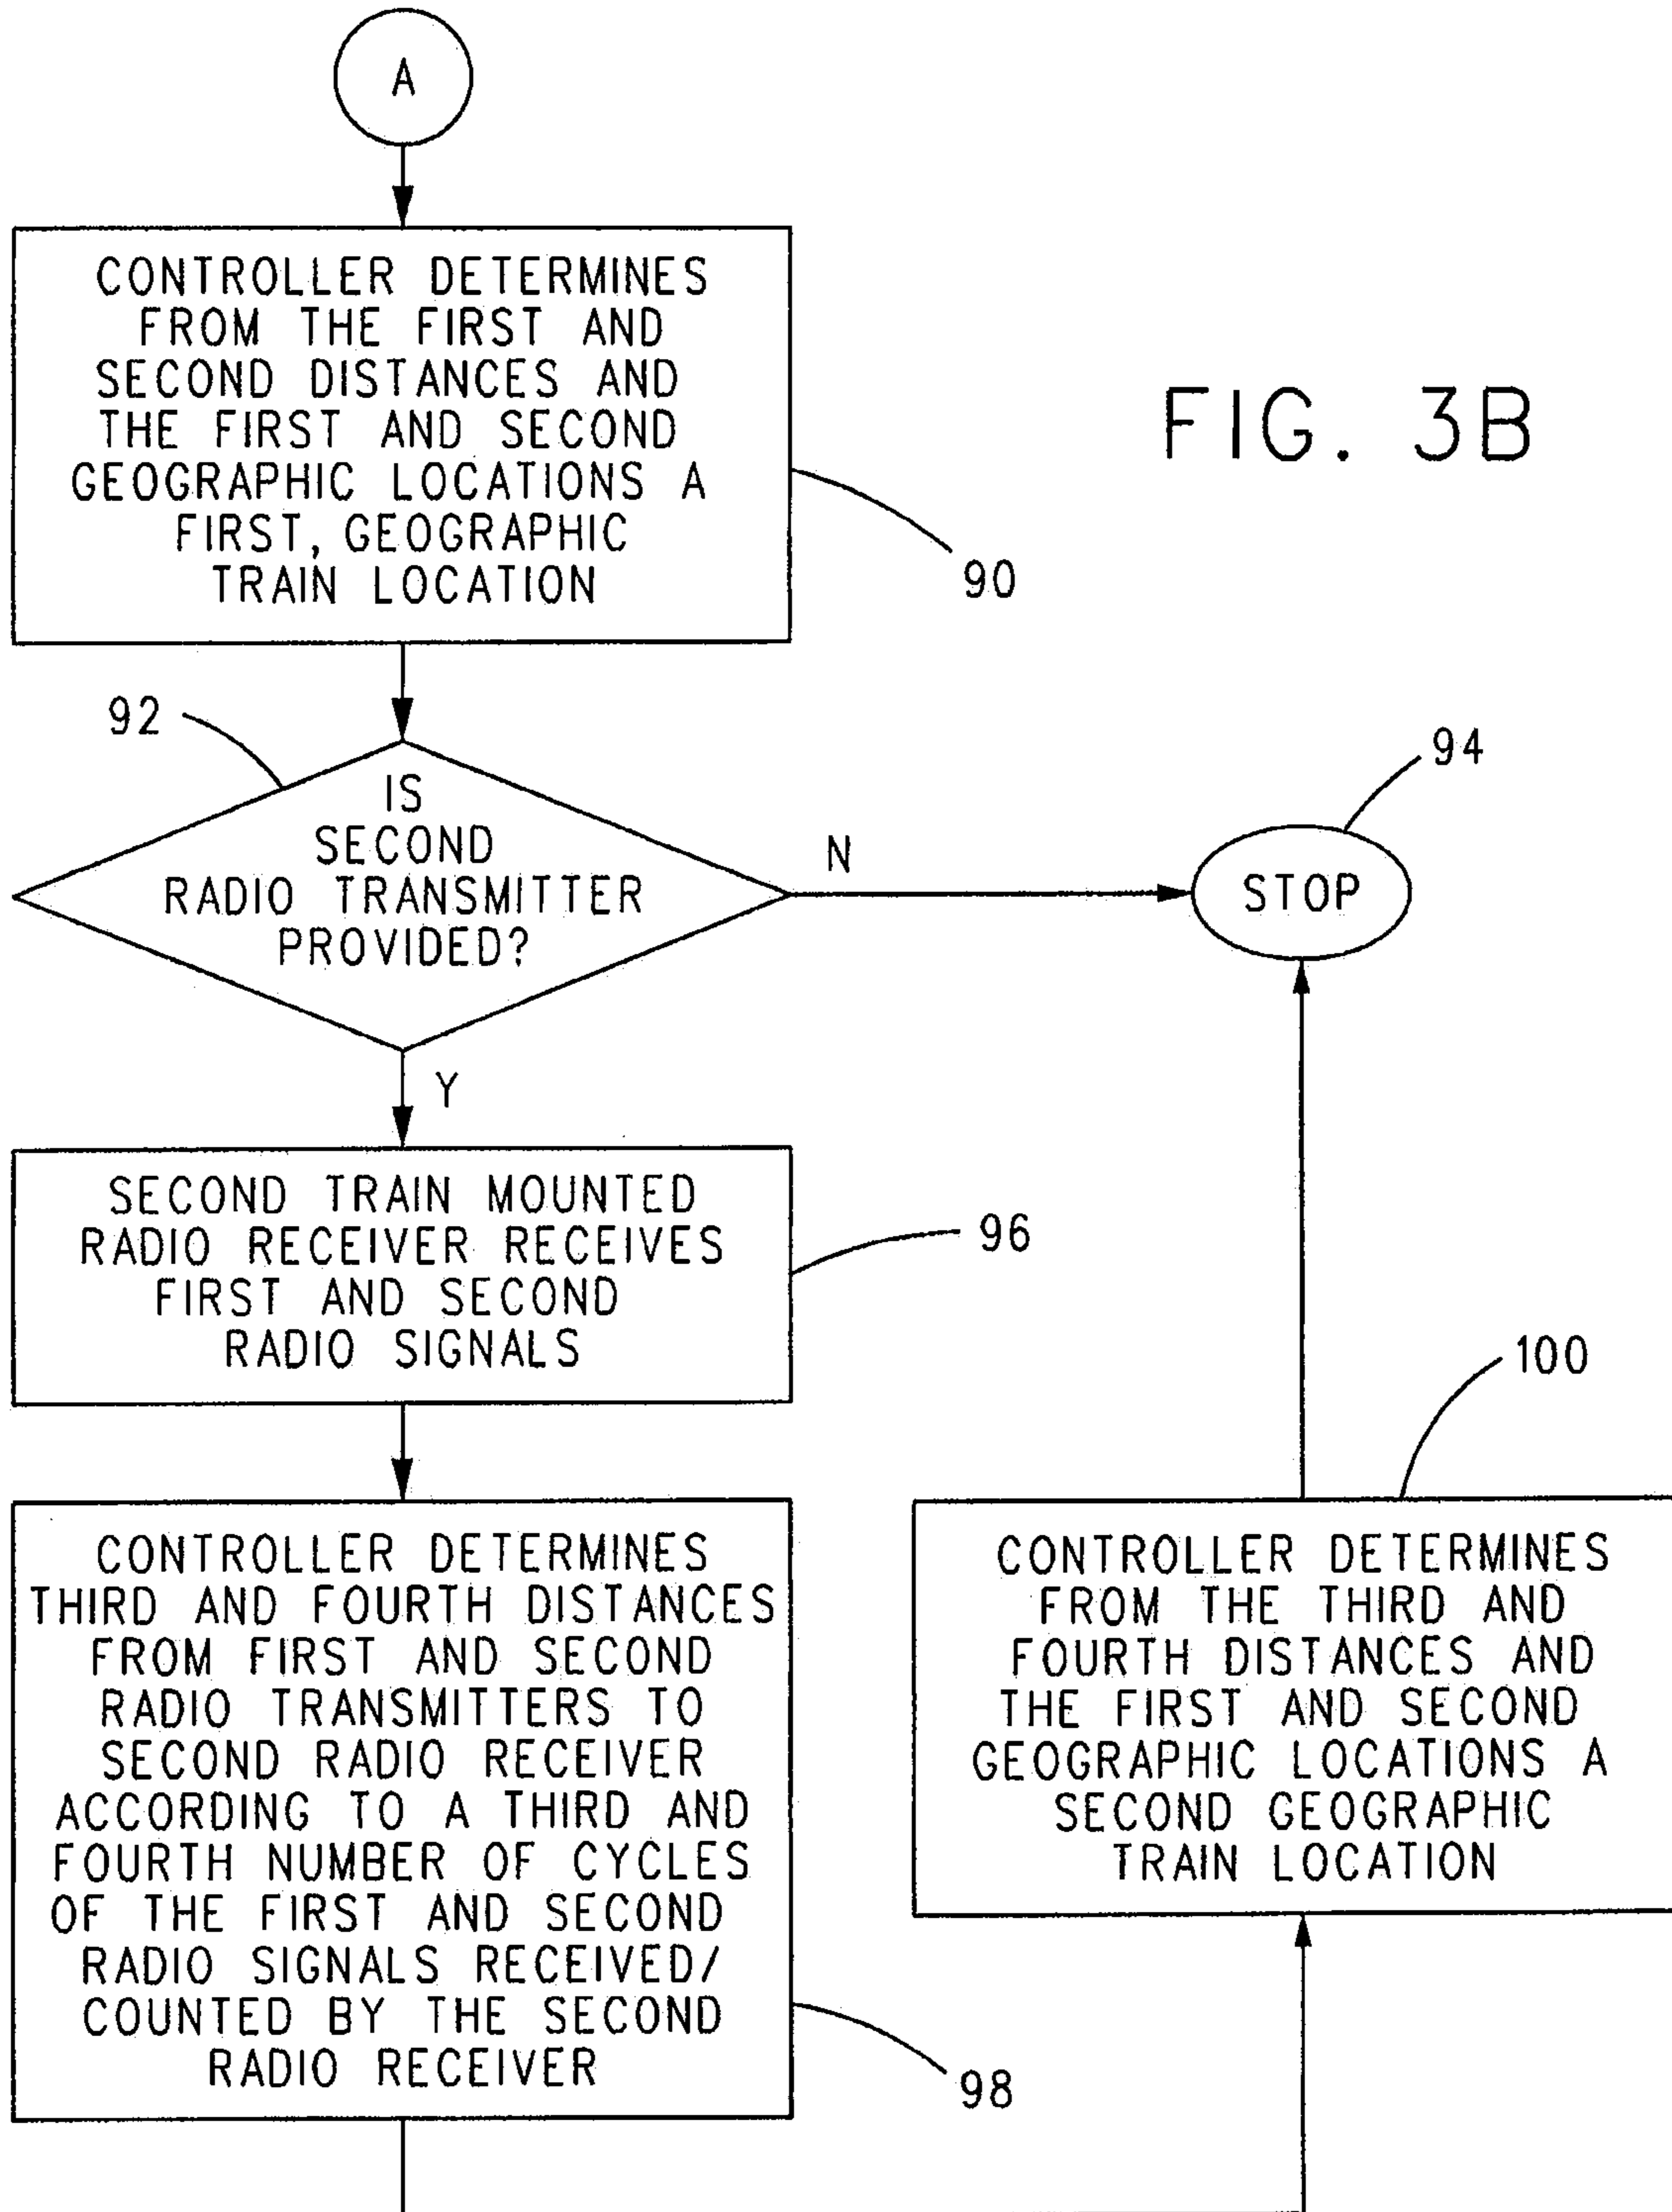 A
CONTROLLER DETERMINES
FROM THE FIRST AND
SECOND DISTANCES AND
THE FIRST AND SECOND
GEOGRAPHIC LOCATIONS A
FIRST, GEOGRAPHIC
TRAIN LOCATION
90
FIG. 3B
92
IS
SECOND
RADIO TRANSMITTER
PROVIDED?
N
94
STOP
Y
SECOND TRAIN MOUNTED
RADIO RECEIVER RECEIVES
FIRST AND SECOND
RADIO SIGNALS
96
CONTROLLER DETERMINES
THIRD AND FOURTH DISTANCES
FROM FIRST AND SECOND
RADIO TRANSMITTERS TO
SECOND RADIO RECEIVER
ACCORDING TO A THIRD AND
FOURTH NUMBER OF CYCLES
OF THE FIRST AND SECOND
RADIO SIGNALS RECEIVED/
COUNTED BY THE SECOND
RADIO RECEIVER
98
100
CONTROLLER DETERMINES
FROM THE THIRD AND
FOURTH DISTANCES AND
THE FIRST AND SECOND
GEOGRAPHIC LOCATIONS A
SECOND GEOGRAPHIC
TRAIN LOCATION